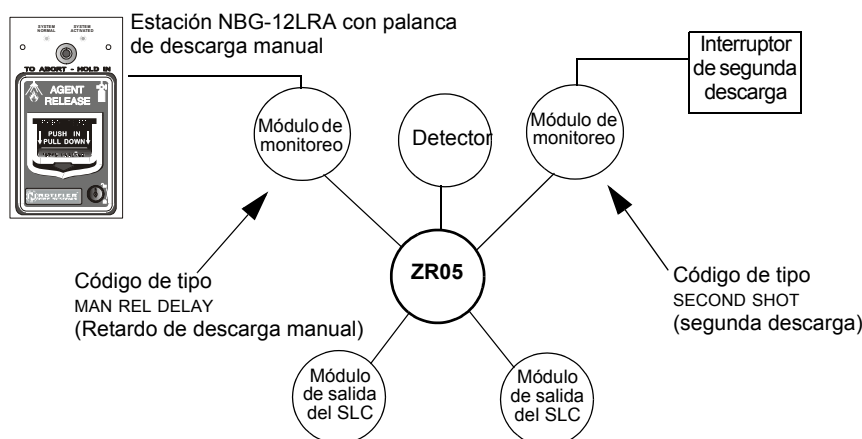 SYSTEM NORMAL
SYSTEM ACTIVATED
TO ABORT - HOLD IN
AGENT
RELEASE
PUSH IN
PULL DOWN
NOTIFIER
Estación NBG-12LRA con palanca
de descarga manual
Módulo de
monitoreo
Detector
Módulo de
monitoreo
Interruptor
de segunda
descarga
ZR05
Código de tipo
MAN REL DELAY
(Retardo de descarga manual)
Código de tipo
SECOND SHOT
(segunda descarga)
Módulo
de salida
del SLC
Módulo
de salida
del SLC